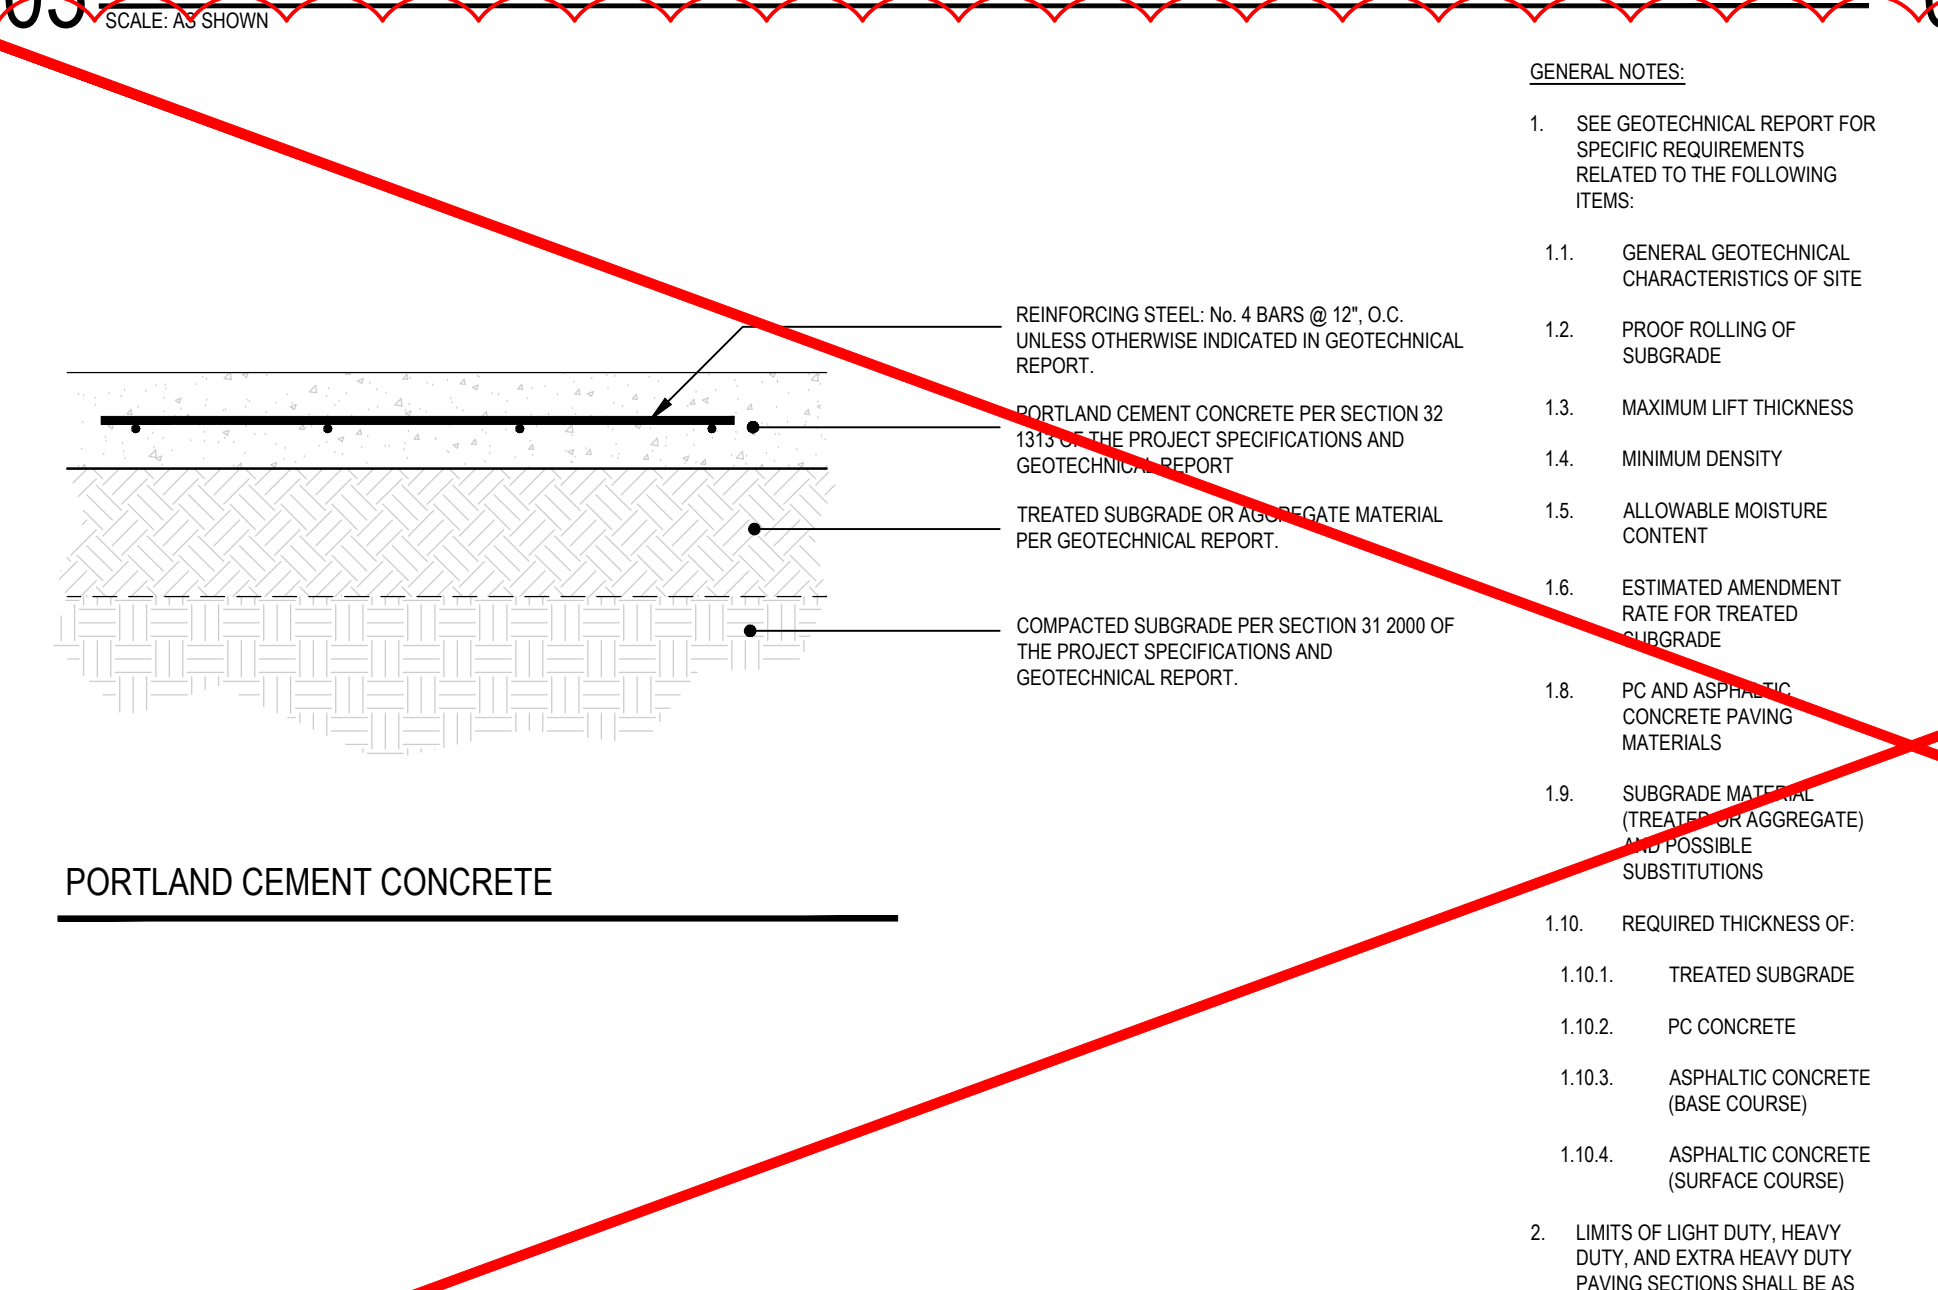 SCALE: AS SHOWN
REINFORCING STEEL: No. 4 BARS @ 12", O.C.
UNLESS OTHERWISE INDICATED IN GEOTECHNICAL
REPORT.
PORTLAND CEMENT CONCRETE PER SECTION 32
1313 OF THE PROJECT SPECIFICATIONS AND
GEOTECHNICAL REPORT
TREATED SUBGRADE OR AGGREGATE MATERIAL
PER GEOTECHNICAL REPORT.
COMPACTED SUBGRADE PER SECTION 31 2000 OF
THE PROJECT SPECIFICATIONS AND
GEOTECHNICAL REPORT.
PORTLAND CEMENT CONCRETE
GENERAL NOTES:
1. SEE GEOTECHNICAL REPORT FOR
SPECIFIC REQUIREMENTS
RELATED TO THE FOLLOWING
ITEMS:
1.1. GENERAL GEOTECHNICAL
CHARACTERISTICS OF SITE
1.2. PROOF ROLLING OF
SUBGRADE
1.3. MAXIMUM LIFT THICKNESS
1.4. MINIMUM DENSITY
1.5. ALLOWABLE MOISTURE
CONTENT
1.6. ESTIMATED AMENDMENT
RATE FOR TREATED
SUBGRADE
1.8. PC AND ASPHALTIC
CONCRETE PAVING
MATERIALS
1.9. SUBGRADE MATERIAL
(TREATED OR AGGREGATE)
AND POSSIBLE
SUBSTITUTIONS
1.10. REQUIRED THICKNESS OF:
1.10.1. TREATED SUBGRADE
1.10.2. PC CONCRETE
1.10.3. ASPHALTIC CONCRETE
(BASE COURSE)
1.10.4. ASPHALTIC CONCRETE
(SURFACE COURSE)
2. LIMITS OF LIGHT DUTY, HEAVY
DUTY, AND EXTRA HEAVY DUTY
PAVING SECTIONS SHALL BE AS